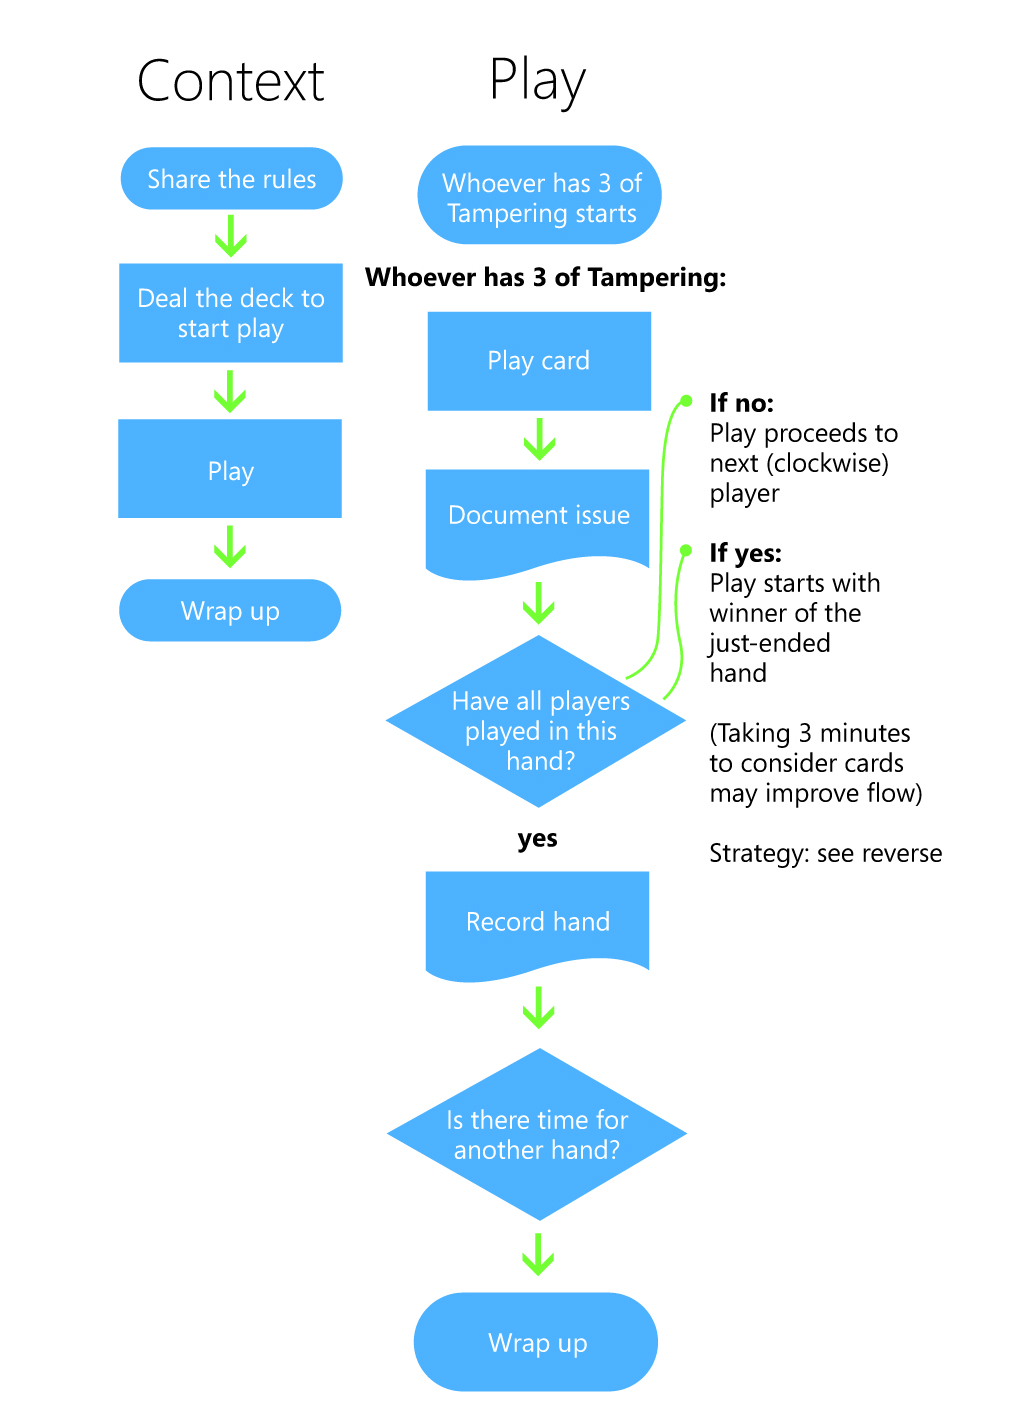 Context
Share the rules
Deal the deck to
start play
Play
Wrap up
Play
Whoever has 3 of
Tampering starts
Whoever has 3 of Tampering:
Play card
Document issue
Have all players
played in this
hand?
If no:
Play proceeds to
next (clockwise)
player
If yes:
Play starts with
winner of the
just-ended
hand
(Taking 3 minutes
to consider cards
may improve flow)
Strategy: see reverse
yes
Record hand
Is there time for
another hand?
Wrap up